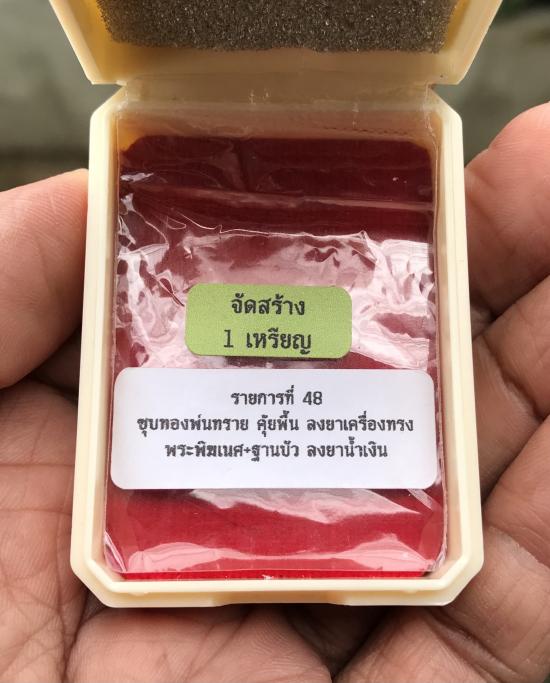 จัดสร้าง
1 เหรียญ
รายการที่ 48
ชุบทองพ่นทราย คุ้ยพื้น ลงยาเครื่องทรง
พระพิฆเนศ+ฐานบัว ลงยาน้ำเงิน